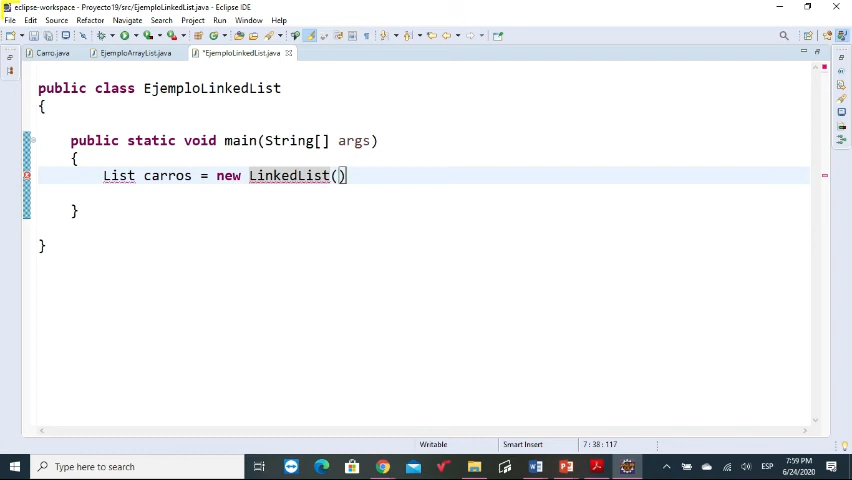 eclipse-workspace - Proyecto19/src/EjemploLinkedList.java - Eclipse IDE
File Edit Source Refactor Navigate Search Project Run Window Help
Carro.java EjemploArrayList.java *EjemploLinkedList.java
public class EjemploLinkedList
{
public static void main(String[] args)
{
List carros = new LinkedList()
}
}
Writable Smart Insert 7 : 38 : 117
Type here to search
ESP
7:59 PM
6/24/2020